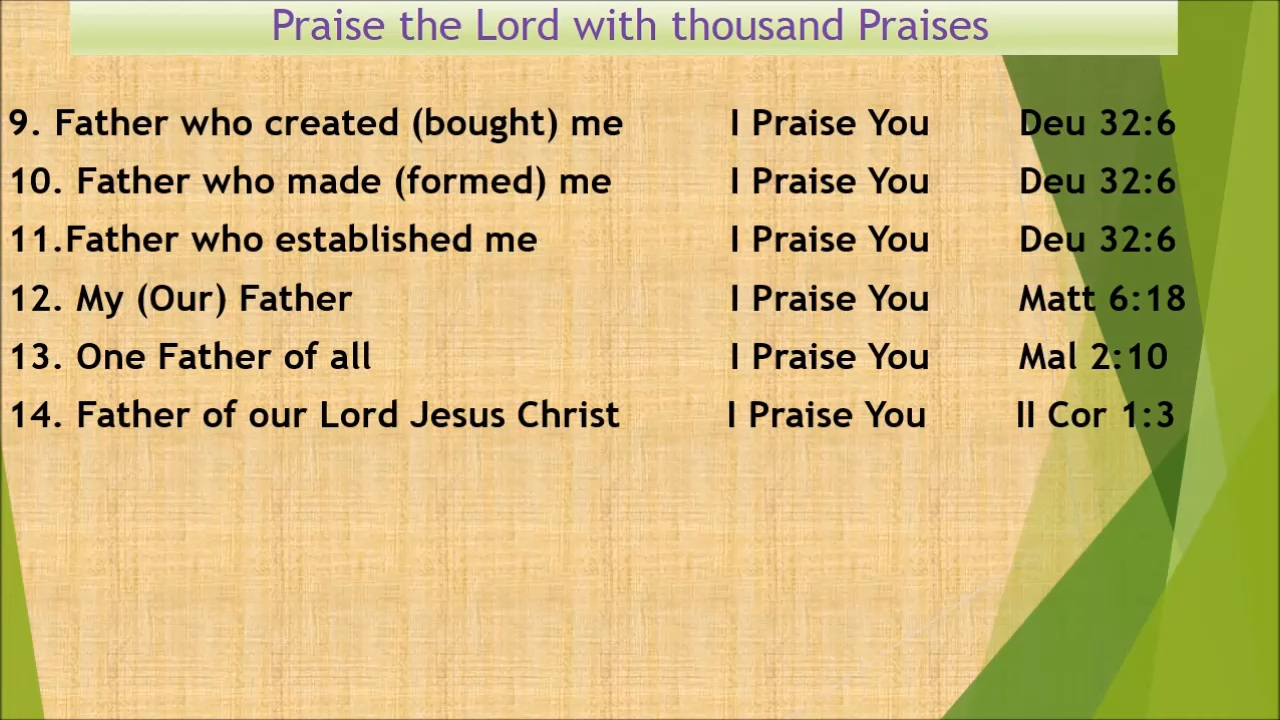 Praise the Lord with thousand Praises
9. Father who created (bought) me I Praise You Deu 32:6
10. Father who made (formed) me I Praise You Deu 32:6
11.Father who established me I Praise You Deu 32:6
12. My (Our) Father I Praise You Matt 6:18
13. One Father of all I Praise You Mal 2:10
14. Father of our Lord Jesus Christ I Praise You II Cor 1:3